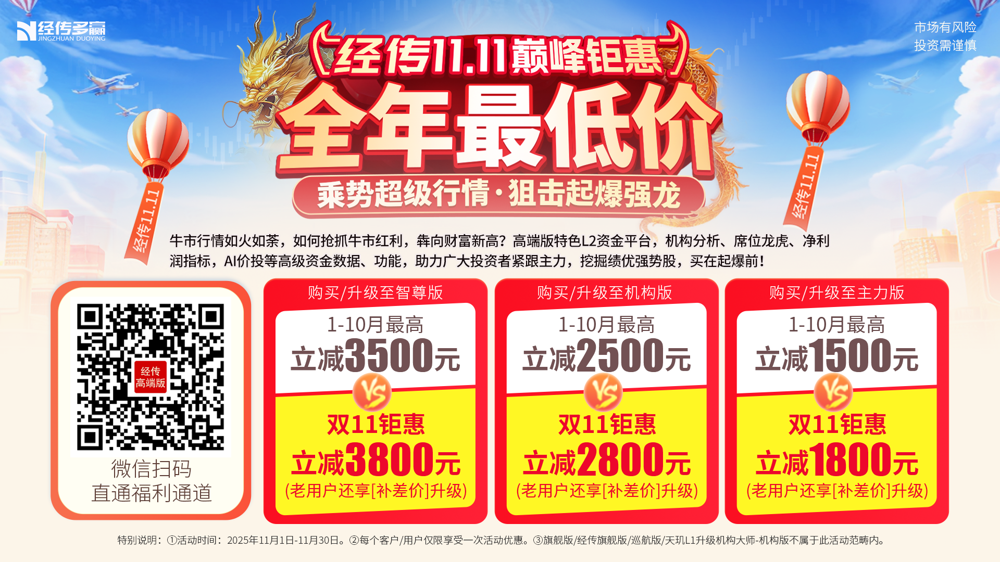 经传多赢
JINGZHUAN DUOYING
市场有风险
投资需谨慎
经传11.11巅峰钜惠
全年最低价
乘势超级行情·狙击起爆强龙
经传11.11
经传11.11
牛市行情如火如荼，如何抢抓牛市红利，犇向财富新高？高端版特色L2资金平台，机构分析、席位龙虎、净利
润指标，AI价投等高级资金数据、功能，助力广大投资者紧跟主力，挖掘绩优强势股，买在起爆前！
经传
高端版
微信扫码
直通福利通道
购买/升级至智尊版
1-10月最高
立减3500元
VS
双11钜惠
立减3800元
(老用户还享[补差价]升级)
购买/升级至机构版
1-10月最高
立减2500元
VS
双11钜惠
立减2800元
(老用户还享[补差价]升级)
购买/升级至主力版
1-10月最高
立减1500元
VS
双11钜惠
立减1800元
(老用户还享[补差价]升级)
特别说明：①活动时间：2025年11月1日-11月30日。②每个客户/用户仅限享受一次活动优惠。③旗舰版/经传旗舰版/巡航版/天玑L1升级机构大师-机构版不属于此活动范畴内。